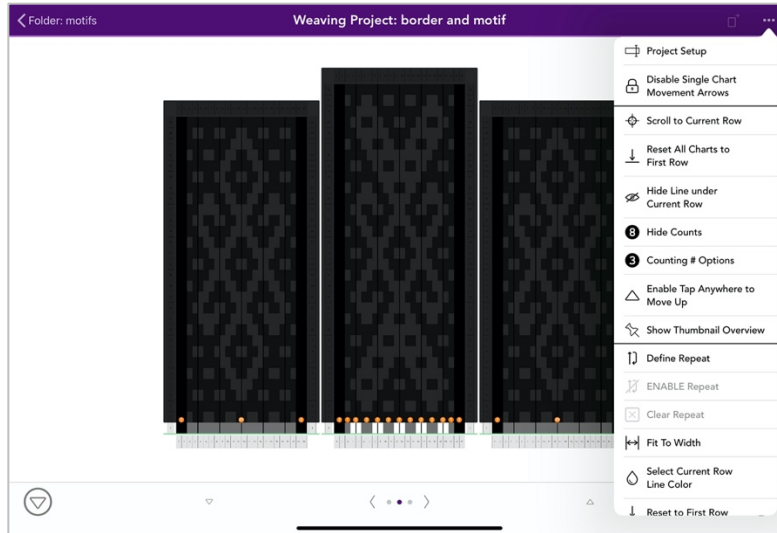 Folder: motifs
Weaving Project: border and motif
Project Setup
Disable Single Chart
Movement Arrows
Scroll to Current Row
Reset All Charts to
First Row
Hide Line under
Current Row
8 Hide Counts
3 Counting # Options
Enable Tap Anywhere to
Move Up
Show Thumbnail Overview
Define Repeat
ENABLE Repeat
Clear Repeat
Fit To Width
Select Current Row
Line Color
Reset to First Row